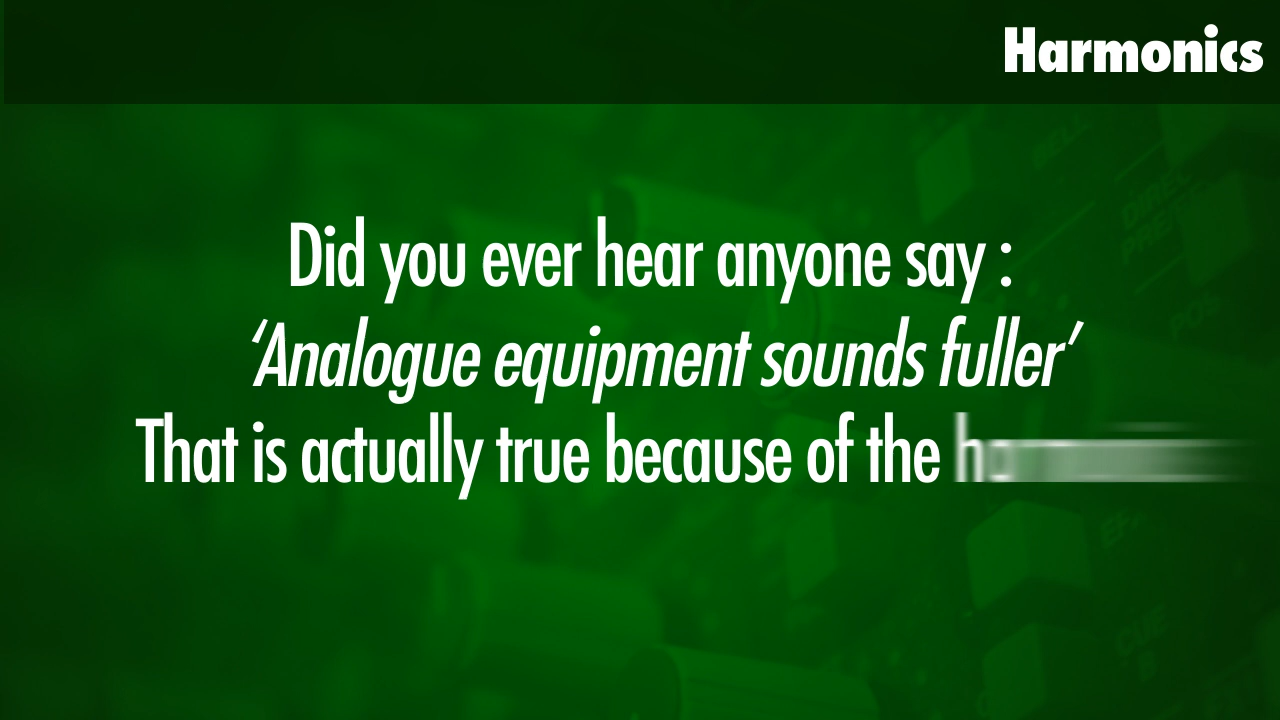 Harmonics
Did you ever hear anyone say :
‘Analogue equipment sounds fuller’
That is actually true because of the